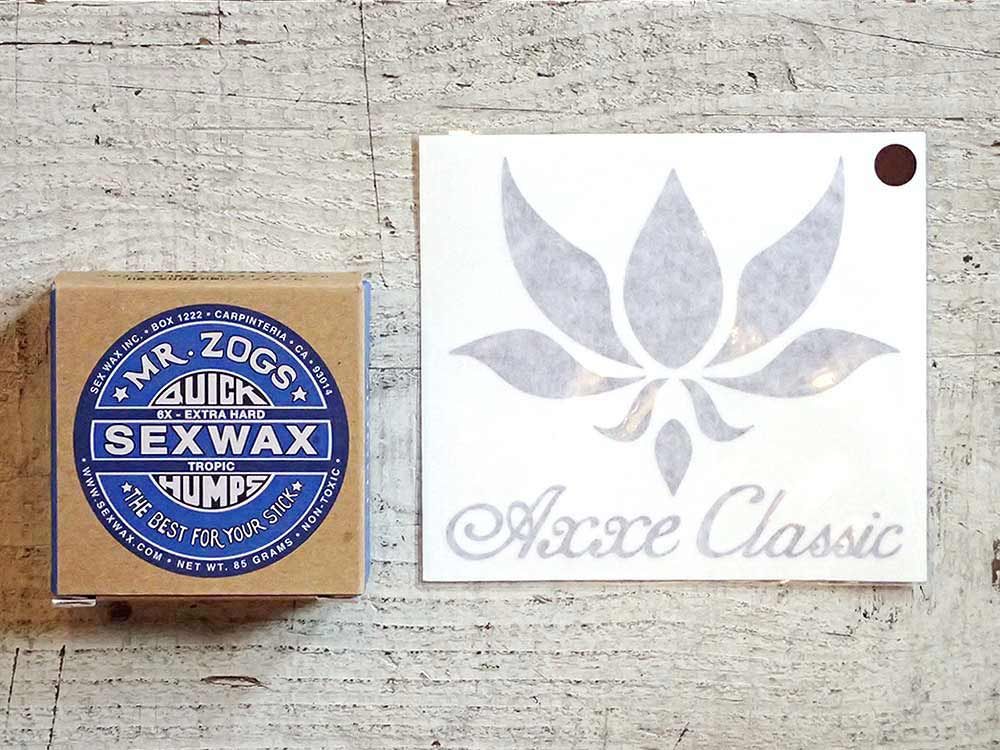 SEX WAX INC. • BOX 1222 • CARPINTERIA • CA • 93014
MR. ZOGS
QUICK
6X - EXTRA HARD
SEXWAX
TROPIC
HUMPS
THE BEST FOR YOUR STICK
• WWW.SEXWAX.COM • NET WT. 85 GRAMS • NON-TOXIC •
Axxe Classic